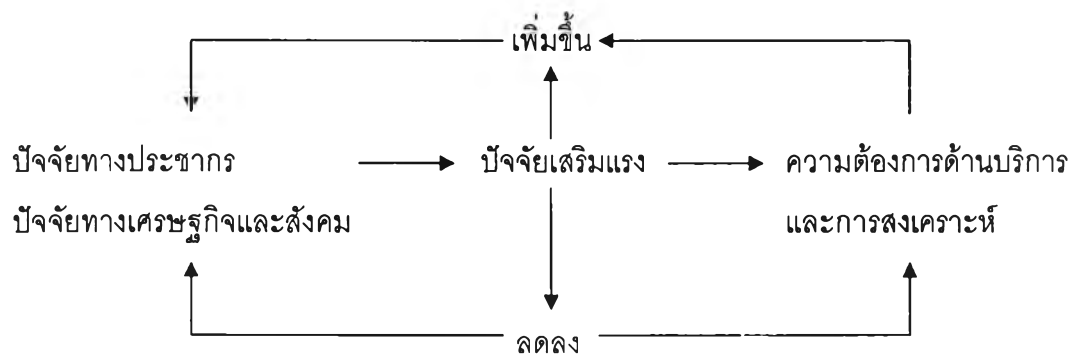 เพิ่มขึ้น
ปัจจัยทางประชากร
ปัจจัยทางเศรษฐกิจและสังคม
ปัจจัยเสริมแรง
ความต้องการด้านบริการ
และการสงเคราะห์
ลดลง